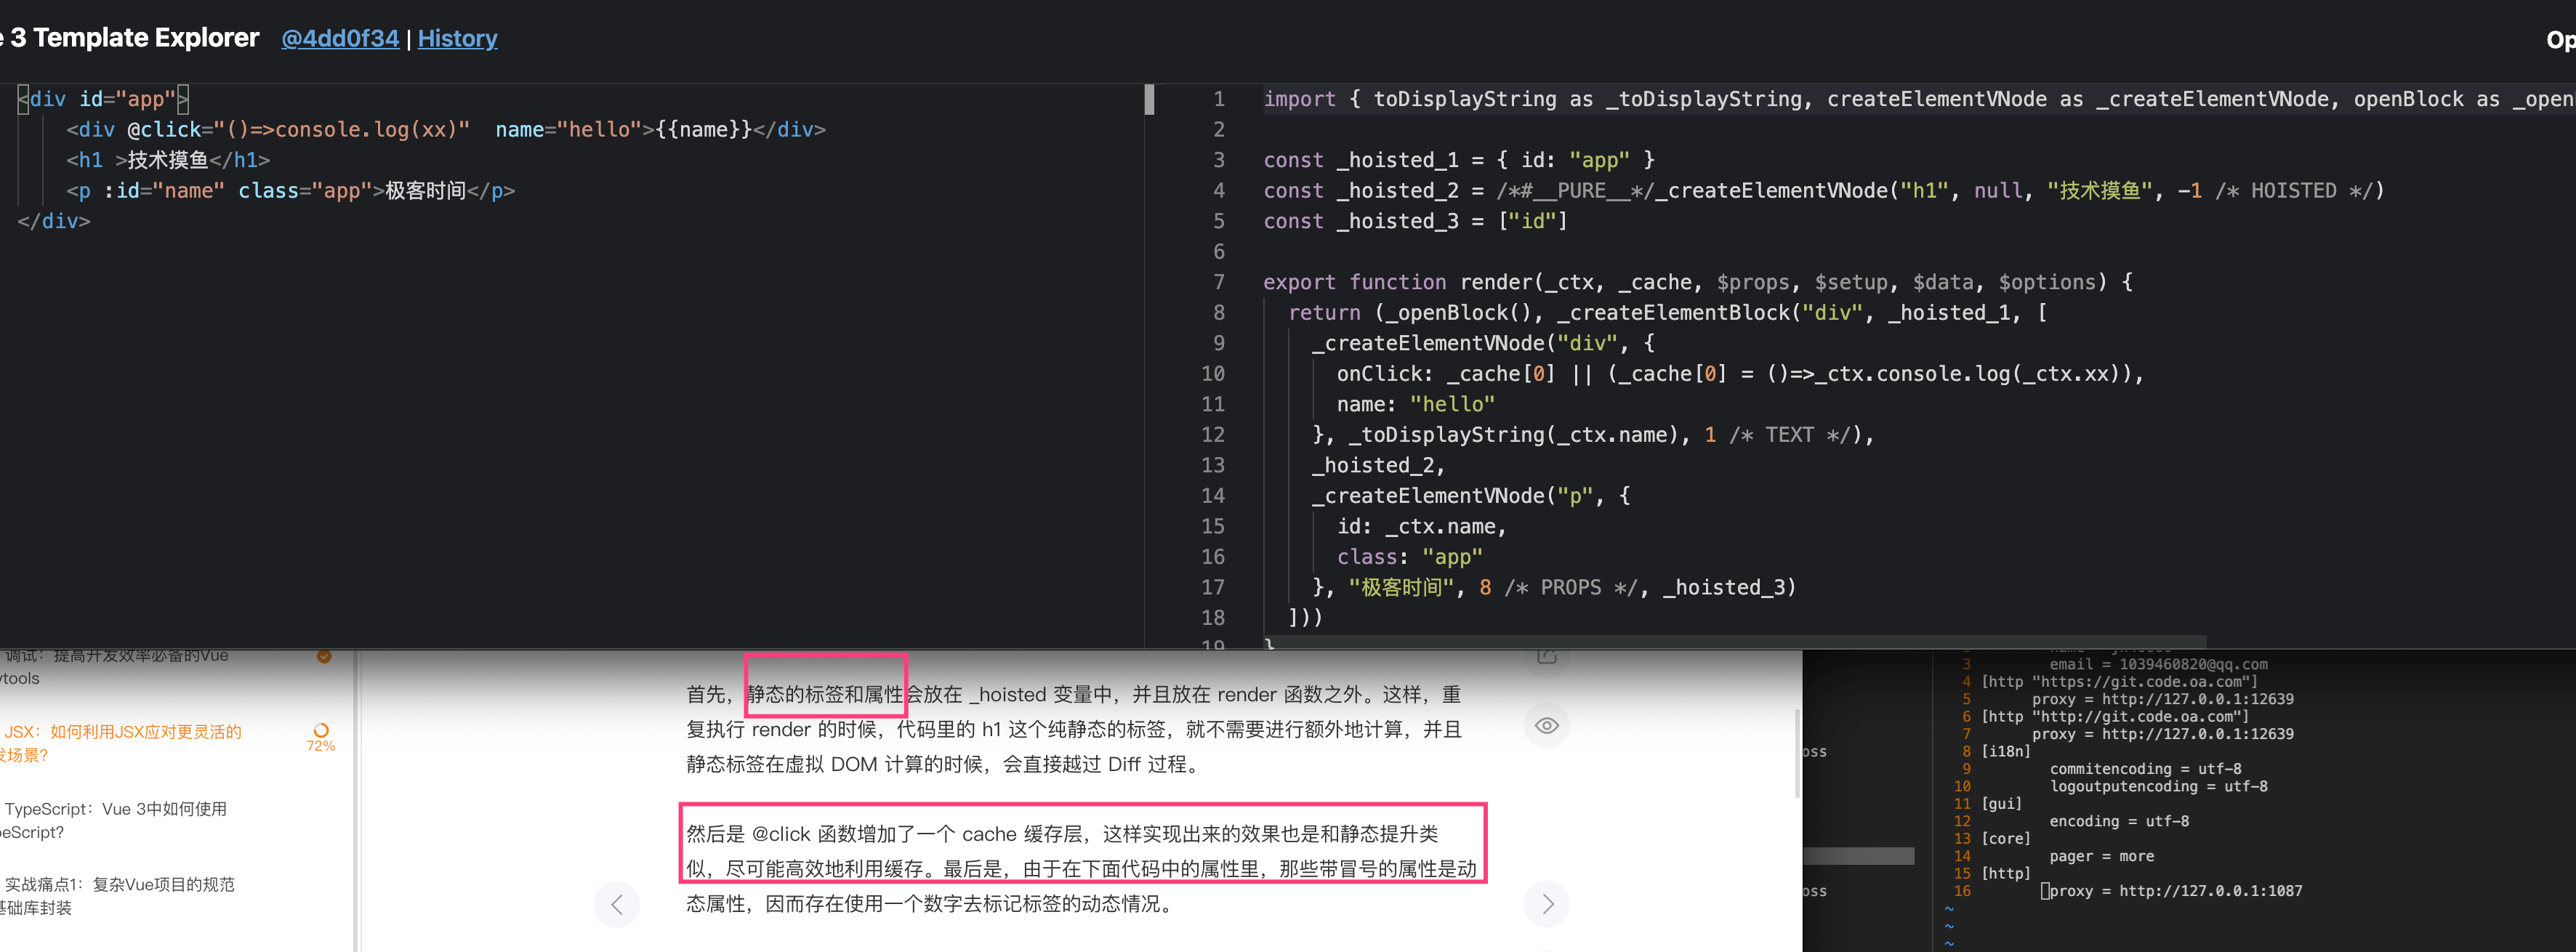 3 Template Explorer @4dd0f34 | History
<div id="app">
<div @click="()=>console.log(xx)" name="hello">{{name}}</div>
<h1 >技术摸鱼</h1>
<p :id="name" class="app">极客时间</p>
</div>
1 import { toDisplayString as _toDisplayString, createElementVNode as _createElementVNode, openBlock as _open
2
3 const _hoisted_1 = { id: "app" }
4 const _hoisted_2 = /*#__PURE__*/_createElementVNode("h1", null, "技术摸鱼", -1 /* HOISTED */)
5 const _hoisted_3 = ["id"]
6
7 export function render(_ctx, _cache, $props, $setup, $data, $options) {
8 return (_openBlock(), _createElementBlock("div", _hoisted_1, [
9 _createElementVNode("div", {
10 onClick: _cache[0] || (_cache[0] = ()=>_ctx.console.log(_ctx.xx)),
11 name: "hello"
12 }, _toDisplayString(_ctx.name), 1 /* TEXT */),
13 _hoisted_2,
14 _createElementVNode("p", {
15 id: _ctx.name,
16 class: "app"
17 }, "极客时间", 8 /* PROPS */, _hoisted_3)
18 ]))
19 }
调试：提高开发效率必备的Vue
tools
JSX：如何利用JSX应对更灵活的
发场景？
72%
TypeScript：Vue 3中如何使用
eScript?
实战痛点1：复杂Vue项目的规范
基础库封装
首先，静态的标签和属性会放在 _hoisted 变量中，并且放在 render 函数之外。这样，重
复执行 render 的时候，代码里的 h1 这个纯静态的标签，就不需要进行额外地计算，并且
静态标签在虚拟 DOM 计算的时候，会直接越过 Diff 过程。
然后是 @click 函数增加了一个 cache 缓存层，这样实现出来的效果也是和静态提升类
似，尽可能高效地利用缓存。最后是，由于在下面代码中的属性里，那些带冒号的属性是动
态属性，因而存在使用一个数字去标记标签的动态情况。
oss
oss
3 email = 1039460820@qq.com
4 [http "https://git.code.oa.com"]
5 proxy = http://127.0.0.1:12639
6 [http "http://git.code.oa.com"]
7 proxy = http://127.0.0.1:12639
8 [i18n]
9 commitencoding = utf-8
10 logoutputencoding = utf-8
11 [gui]
12 encoding = utf-8
13 [core]
14 pager = more
15 [http]
16 proxy = http://127.0.0.1:1087
~
~
~